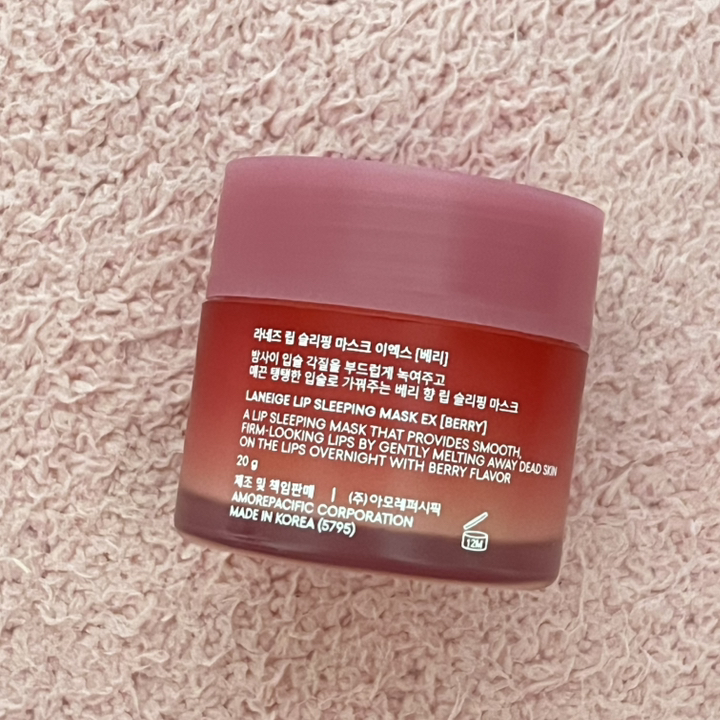 라네즈 립 슬리핑 마스크 이엑스 [베리]
밤사이 입술 각질을 부드럽게 녹여주고
매끈 탱탱한 입술로 가꿔주는 베리 향 립 슬리핑 마스크
LANEIGE LIP SLEEPING MASK EX [BERRY]
A LIP SLEEPING MASK THAT PROVIDES SMOOTH,
FIRM-LOOKING LIPS BY GENTLY MELTING AWAY DEAD SKIN
ON THE LIPS OVERNIGHT WITH BERRY FLAVOR
20 g
제조 및 책임판매 | (주)아모레퍼시픽
AMOREPACIFIC CORPORATION
MADE IN KOREA (5795)
12M